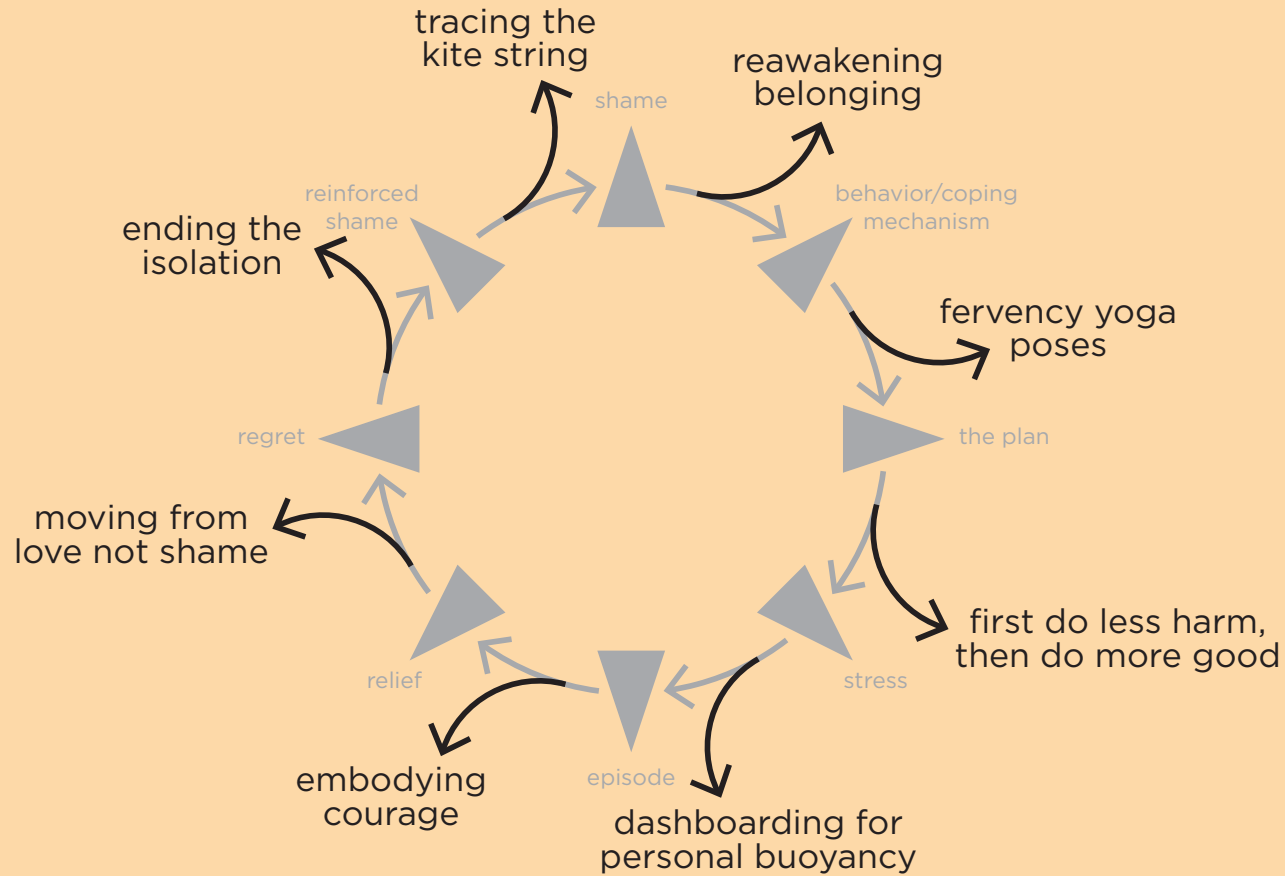 tracing the
kite string
shame
reawakening
belonging
behavior/coping
mechanism
fervency yoga
poses
the plan
first do less harm,
then do more good
stress
dashboarding for
personal buoyancy
episode
embodying
courage
relief
moving from
love not shame
regret
ending the
isolation
reinforced
shame